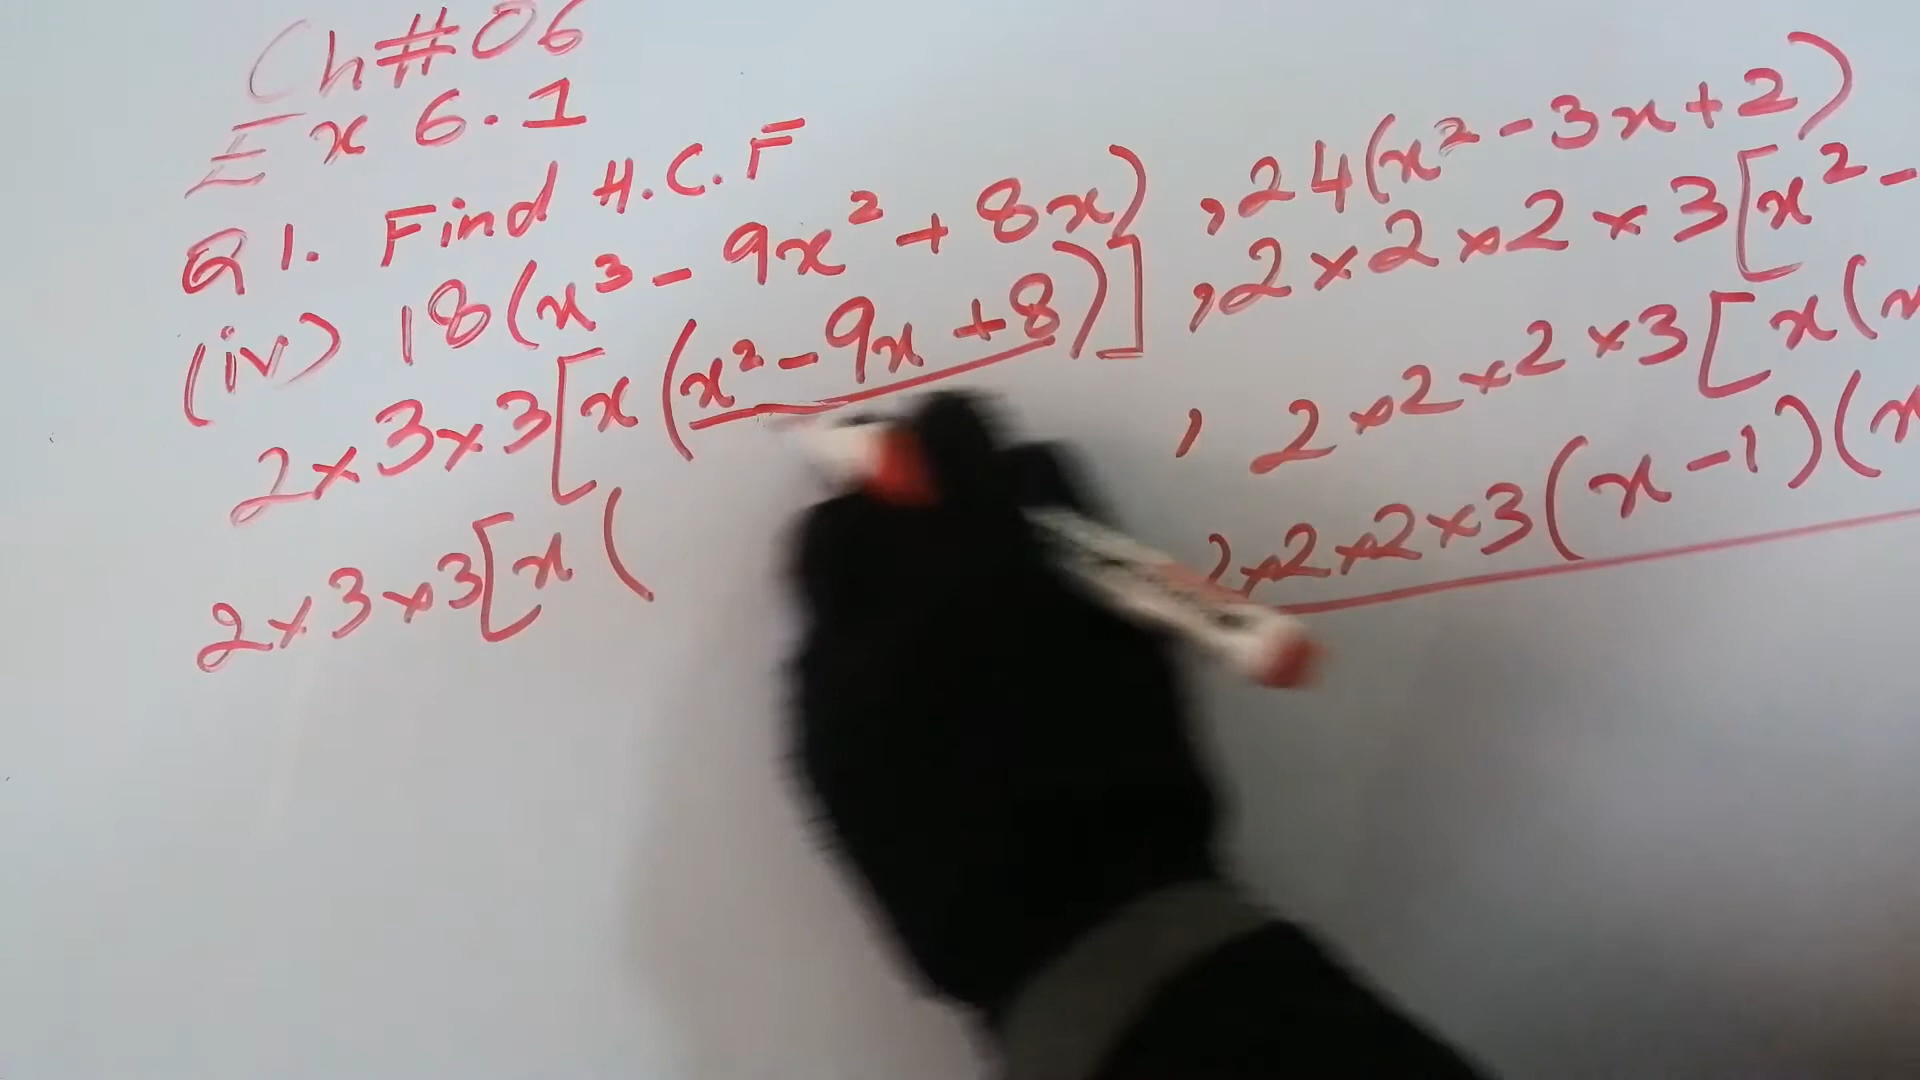 Ch#06
Ex 6.1
Q1. Find H.C.F
(iv) 18(x³-9x²+8x) , 24(x²-3x+2)
2×3×3[x(x²-9x+8)] , 2×2×2×3[x²-
2×3×3[x( , 2×2×2×3[x(x
2×2×2×3(x-1)(x